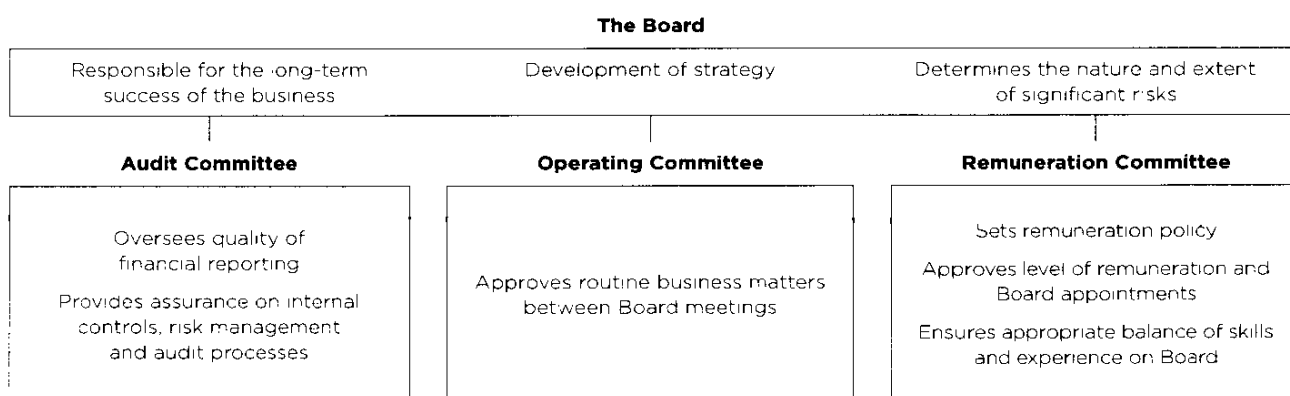 The Board
Responsible for the long-term
success of the business
Development of strategy
Determines the nature and extent
of significant risks
Audit Committee
Operating Committee
Remuneration Committee
Oversees quality of
financial reporting
Provides assurance on internal
controls, risk management
and audit processes
Approves routine business matters
between Board meetings
Sets remuneration policy
Approves level of remuneration and
Board appointments
Ensures appropriate balance of skills
and experience on Board